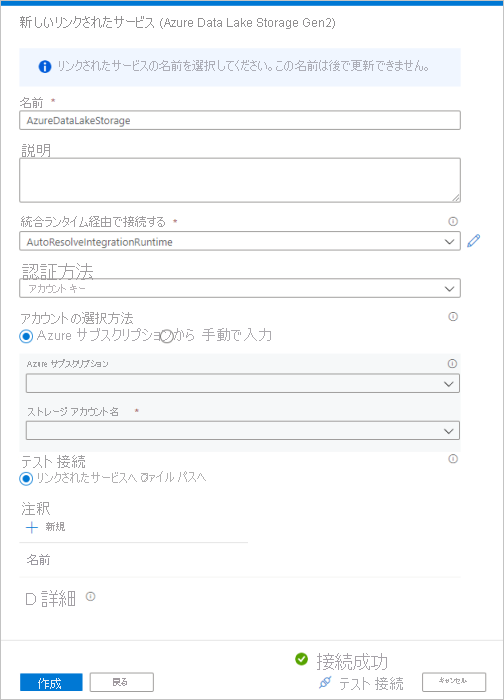 新しいリンクされたサービス (Azure Data Lake Storage Gen2)
リンクされたサービスの名前を選択してください。この名前は後で更新できません。
名前 *
AzureDataLakeStorage
説明
統合ランタイム経由で接続する *
AutoResolveIntegrationRuntime
認証方法
アカウント キー
アカウントの選択方法
Azure サブスクリプションから 手動で入力
Azure サブスクリプション
ストレージ アカウント名 *
テスト 接続
リンクされたサービスへ ファイル パスへ
注釈
新規
名前
D 詳細
接続成功
作成 戻る テスト 接続 キャンセル